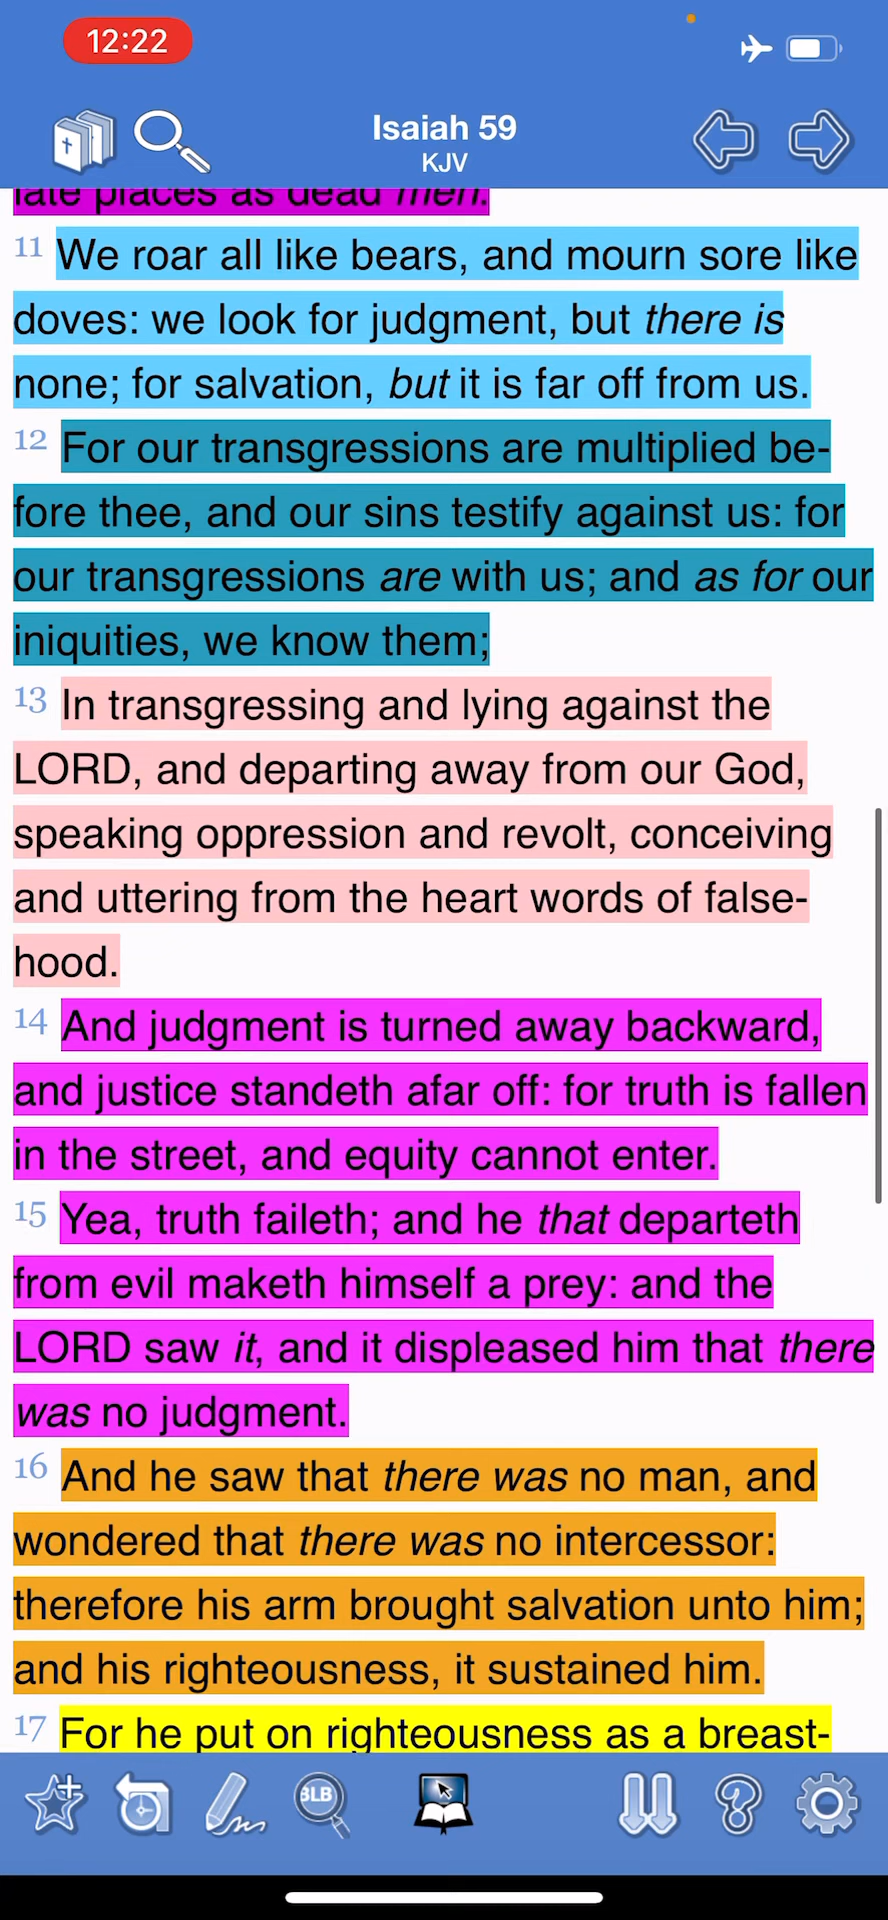 12:22
Isaiah 59
KJV
late places as dead men.
11 We roar all like bears, and mourn sore like
doves: we look for judgment, but there is
none; for salvation, but it is far off from us.
12 For our transgressions are multiplied be-
fore thee, and our sins testify against us: for
our transgressions are with us; and as for our
iniquities, we know them;
13 In transgressing and lying against the
LORD, and departing away from our God,
speaking oppression and revolt, conceiving
and uttering from the heart words of false-
hood.
14 And judgment is turned away backward,
and justice standeth afar off: for truth is fallen
in the street, and equity cannot enter.
15 Yea, truth faileth; and he that departeth
from evil maketh himself a prey: and the
LORD saw it, and it displeased him that there
was no judgment.
16 And he saw that there was no man, and
wondered that there was no intercessor:
therefore his arm brought salvation unto him;
and his righteousness, it sustained him.
17 For he put on righteousness as a breast-
BLB